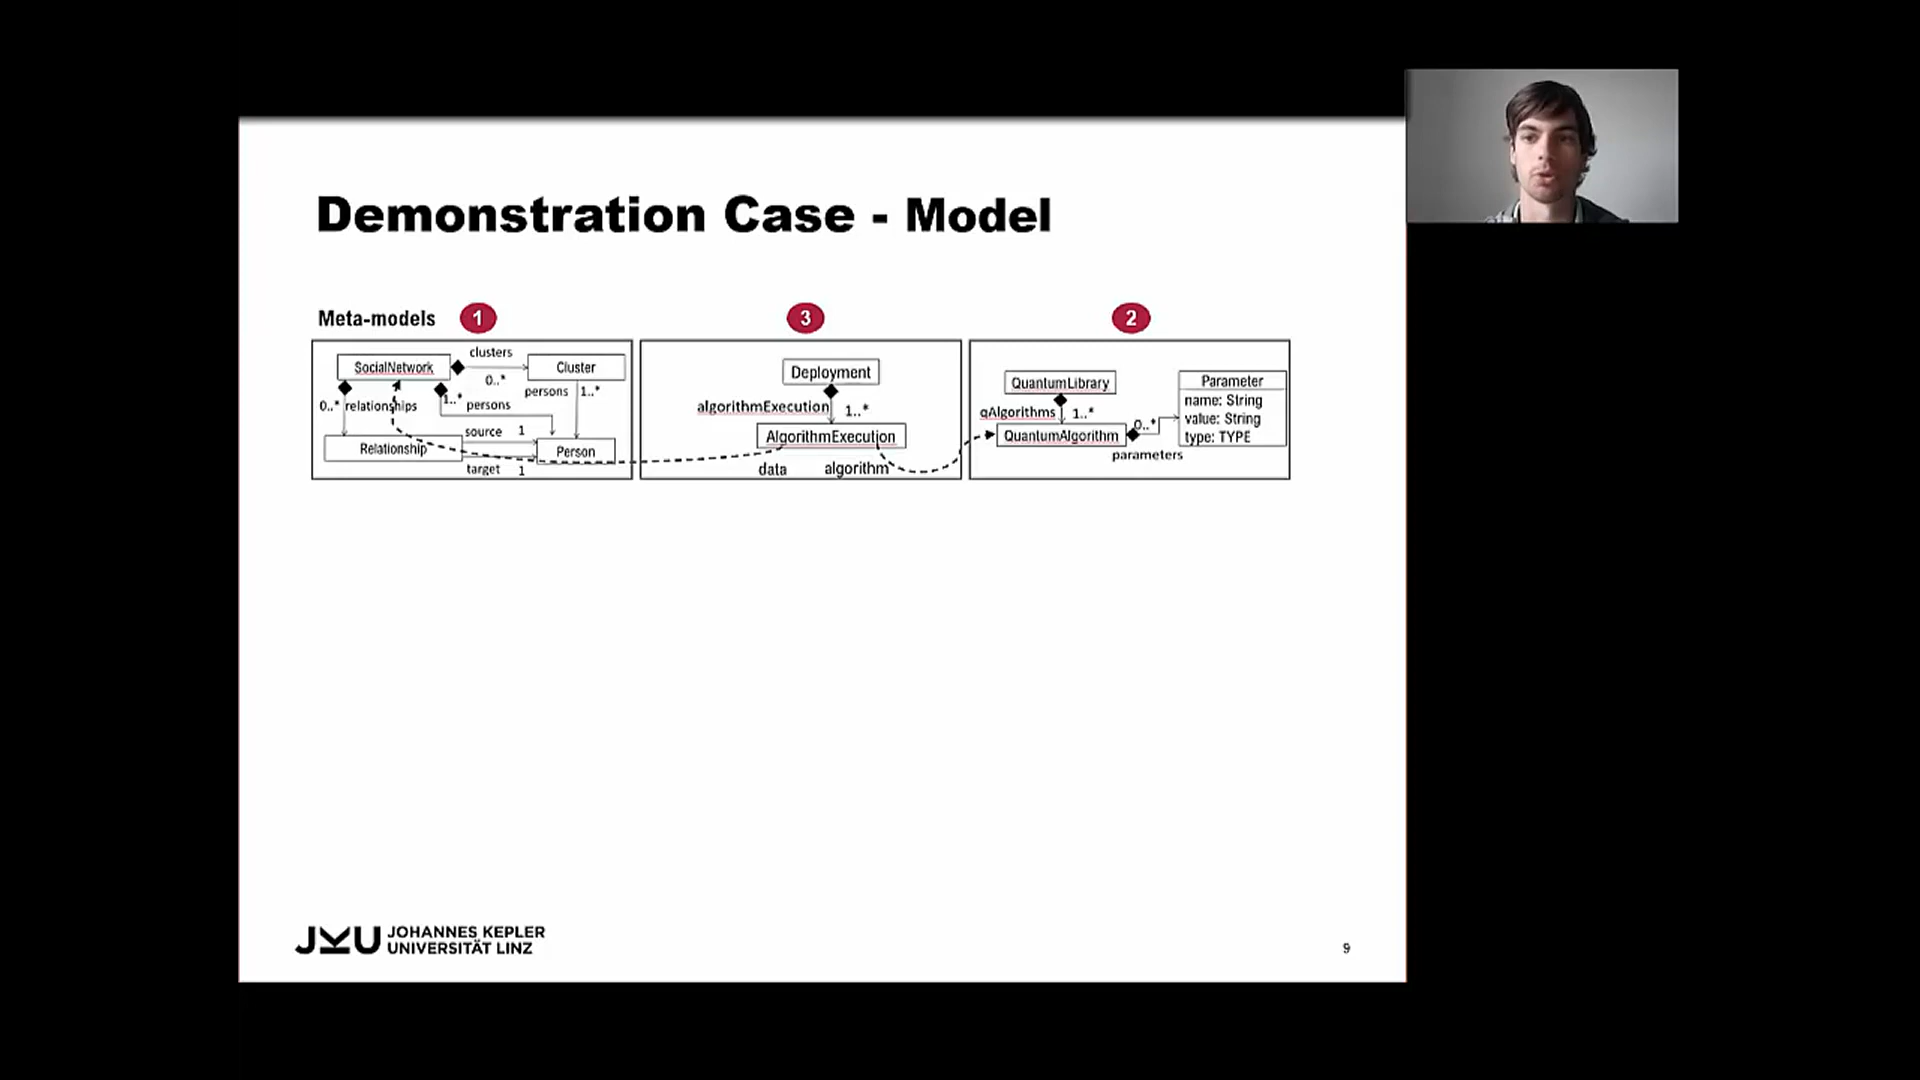 Demonstration Case - Model
Meta-models
1
3
2
SocialNetwork
clusters
0..*
Cluster
0..* relationships
1..* persons
persons 1..*
source 1
Relationship
target 1
Person
Deployment
algorithmExecution 1..*
AlgorithmExecution
data algorithm
QuantumLibrary
qAlgorithms 1..*
QuantumAlgorithm
0..*
parameters
Parameter
name: String
value: String
type: TYPE
JKU JOHANNES KEPLER
UNIVERSITÄT LINZ
9